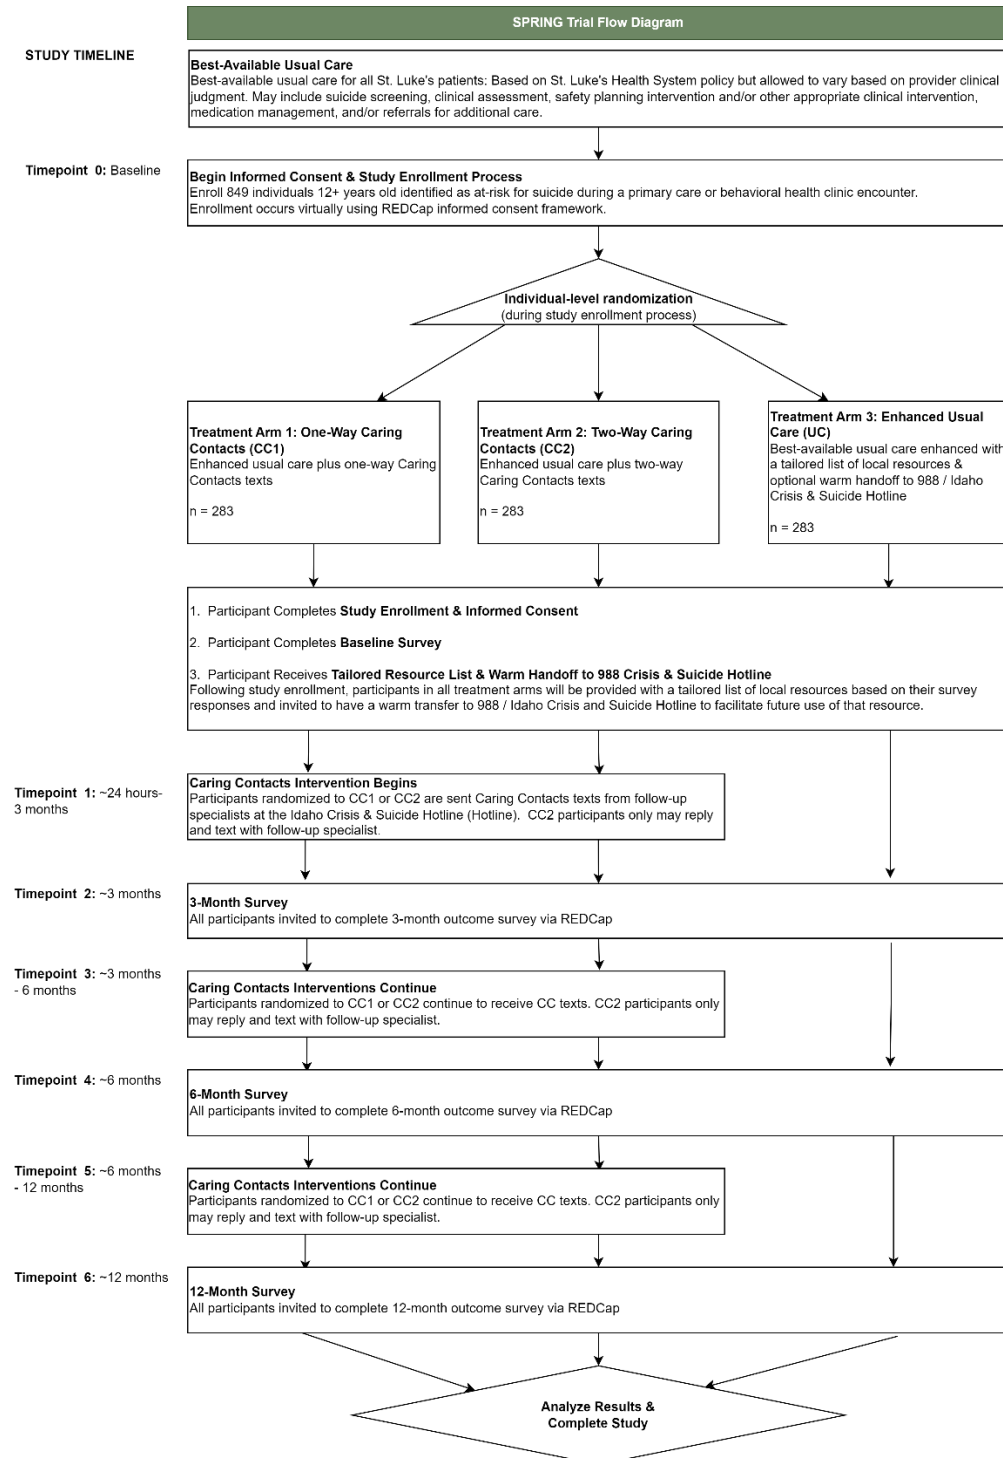 SPRING Trial Flow Diagram
STUDY TIMELINE
Best-Available Usual Care
Best-available usual care for all St. Luke's patients: Based on St. Luke's Health System policy but allowed to vary based on provider clinical
judgment. May include suicide screening, clinical assessment, safety planning intervention and/or other appropriate clinical intervention,
medication management, and/or referrals for additional care.
Timepoint 0: Baseline
Begin Informed Consent & Study Enrollment Process
Enroll 849 individuals 12+ years old identified as at-risk for suicide during a primary care or behavioral health clinic encounter.
Enrollment occurs virtually using REDCap informed consent framework.
Individual-level randomization
(during study enrollment process)
Treatment Arm 1: One-Way Caring
Contacts (CC1)
Enhanced usual care plus one-way Caring
Contacts texts
n = 283
Treatment Arm 2: Two-Way Caring
Contacts (CC2)
Enhanced usual care plus two-way
Caring Contacts texts
n = 283
Treatment Arm 3: Enhanced Usual
Care (UC)
Best-available usual care enhanced with
a tailored list of local resources &
optional warm handoff to 988 / Idaho
Crisis & Suicide Hotline
n = 283
1. Participant Completes Study Enrollment & Informed Consent
2. Participant Completes Baseline Survey
3. Participant Receives Tailored Resource List & Warm Handoff to 988 Crisis & Suicide Hotline
Following study enrollment, participants in all treatment arms will be provided with a tailored list of local resources based on their survey
responses and invited to have a warm transfer to 988 / Idaho Crisis and Suicide Hotline to facilitate future use of that resource.
Timepoint 1: ~24 hours-
3 months
Caring Contacts Intervention Begins
Participants randomized to CC1 or CC2 are sent Caring Contacts texts from follow-up
specialists at the Idaho Crisis & Suicide Hotline (Hotline). CC2 participants only may reply
and text with follow-up specialist.
Timepoint 2: ~3 months
3-Month Survey
All participants invited to complete 3-month outcome survey via REDCap
Timepoint 3: ~3 months
- 6 months
Caring Contacts Interventions Continue
Participants randomized to CC1 or CC2 continue to receive CC texts. CC2 participants only
may reply and text with follow-up specialist.
Timepoint 4: ~6 months
6-Month Survey
All participants invited to complete 6-month outcome survey via REDCap
Timepoint 5: ~6 months
- 12 months
Caring Contacts Interventions Continue
Participants randomized to CC1 or CC2 continue to receive CC texts. CC2 participants only
may reply and text with follow-up specialist.
Timepoint 6: ~12 months
12-Month Survey
All participants invited to complete 12-month outcome survey via REDCap
Analyze Results &
Complete Study